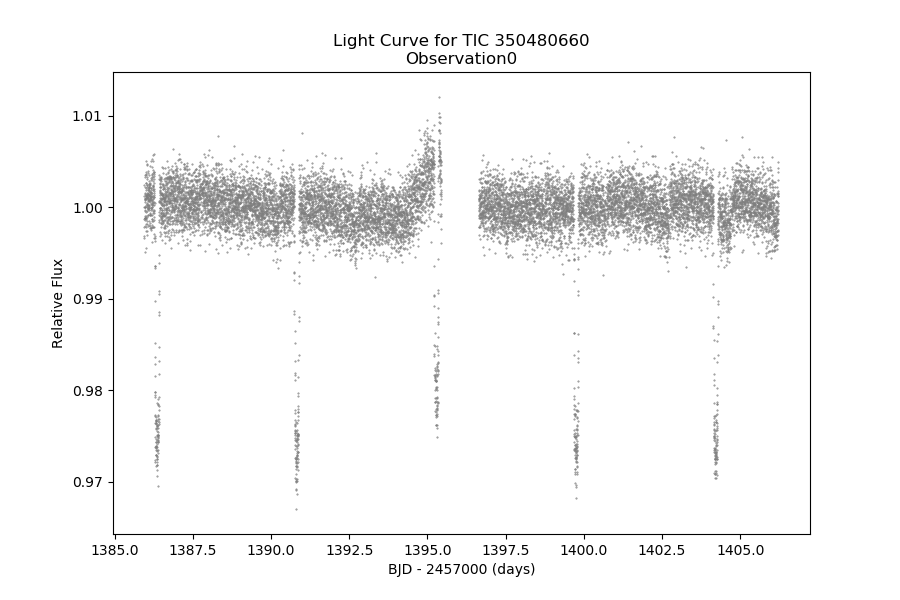 Light Curve for TIC 350480660
Observation0
1.01
1.00
0.99
0.98
0.97
Relative Flux
1385.0 1387.5 1390.0 1392.5 1395.0 1397.5 1400.0 1402.5 1405.0
BJD - 2457000 (days)